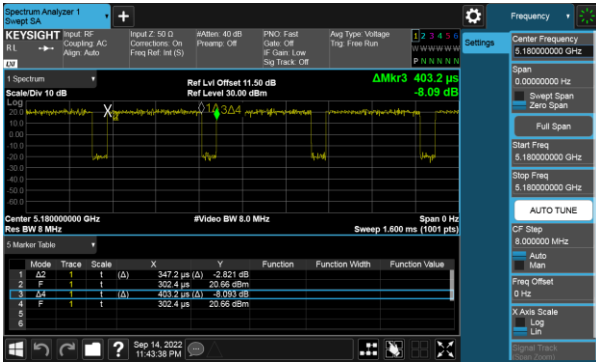 Spectrum Analyzer 1
Swept SA
+
Frequency
KEYSIGHT
RL
Input: RF
Coupling: AC
Align: Auto
Input Z: 50 Ω
Corrections: On
Freq Ref: Int (S)
#Atten: 40 dB
Preamp: Off
PNO: Fast
Gate: Off
IF Gain: Low
Sig Track: Off
Avg Type: Voltage
Trig: Free Run
1 2 3 4 5 6
W W W W W W
P N N N N N
Settings
Center Frequency
5.180000000 GHz
Span
0.00000000 Hz
Swept Span
Zero Span
Full Span
Start Freq
5.180000000 GHz
Stop Freq
5.180000000 GHz
AUTO TUNE
CF Step
8.000000 MHz
Auto
Man
Freq Offset
0 Hz
X Axis Scale
Log
Lin
Signal Track
(Span Zoom)
1 Spectrum
Scale/Div 10 dB
Ref Lvl Offset 11.50 dB
Ref Level 30.00 dBm
ΔMkr3 403.2 µs
-8.09 dB
Log
20.0
10.0
0.00
-10.0
-20.0
-30.0
-40.0
-50.0
-60.0
X
3Δ4
Center 5.180000000 GHz
Res BW 8 MHz
#Video BW 8.0 MHz
Span 0 Hz
Sweep 1.600 ms (1001 pts)
5 Marker Table
Mode Trace Scale X Y Function Function Width Function Value
1 Δ2 1 t (Δ) 347.2 µs (Δ) -2.821 dB
2 F 1 t 302.4 µs 20.66 dBm
3 Δ4 1 t (Δ) 403.2 µs (Δ) -8.093 dB
4 F 1 t 302.4 µs 20.66 dBm
5
6
?
Sep 14, 2022
11:43:38 PM